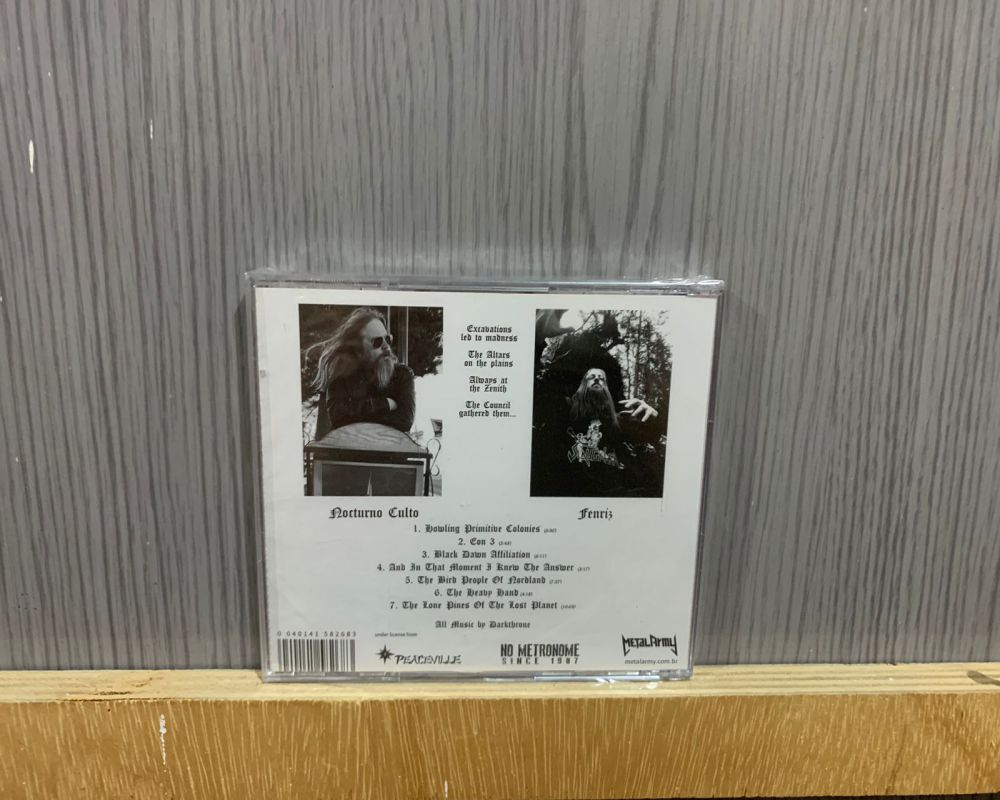 Excavations
led to madness
The Altars
on the plains
Always at
the Zenith
The Council
gathered them...
Nocturno Culto
Fenriz
1. Howling Primitive Colonies
2. Eon 3
3. Black Dawn Affiliation
4. And In That Moment I Knew The Answer
5. The Bird People Of Nordland
6. The Heavy Hand
7. The Lone Pines Of The Lost Planet
All Music by Darkthrone
0 040141 582683
under license from
PEACEVILLE
NO METRONOME
SINCE 1987
METALARMY
metalarmy.com.br